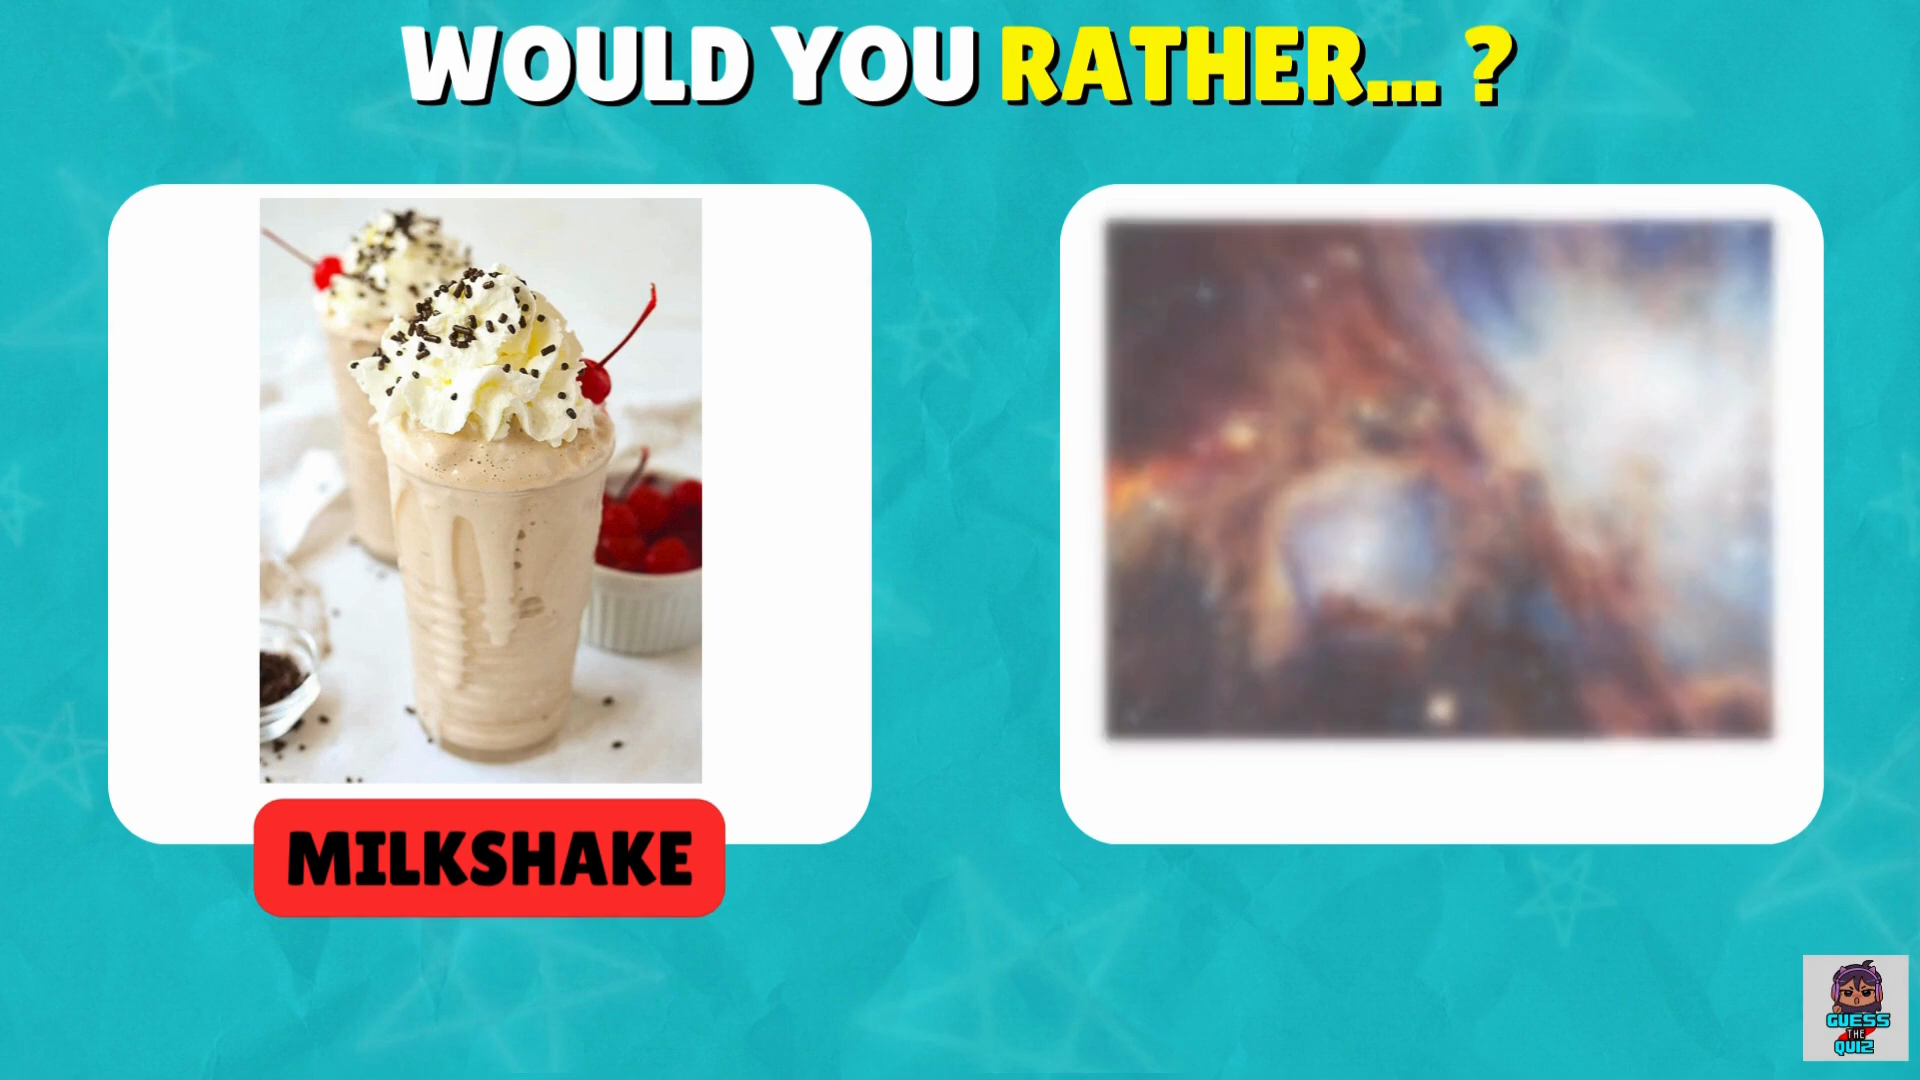 WOULD YOU RATHER... ?
MILKSHAKE
GUESS
THE
QUIZ